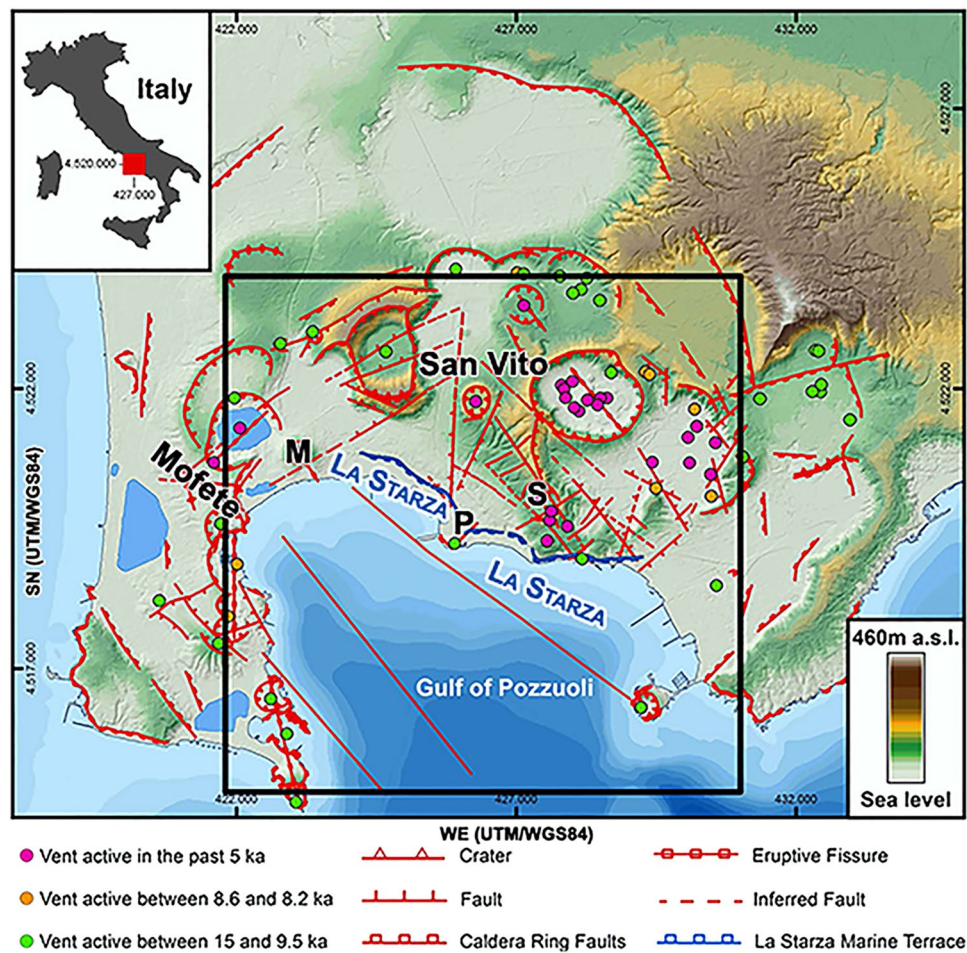 422.000
427.000
432.000
Italy
4.520.000
427.000
4.527.000
San Vito
4.522.000
4.522.000
Mofete
M
LA STARZA
S
P
LA STARZA
SN (UTM/WGS84)
460m a.s.l.
4.517.000
Gulf of Pozzuoli
Sea level
422.000
427.000
432.000
WE (UTM/WGS84)
Vent active in the past 5 ka
Crater
Eruptive Fissure
Vent active between 8.6 and 8.2 ka
Fault
Inferred Fault
Vent active between 15 and 9.5 ka
Caldera Ring Faults
La Starza Marine Terrace